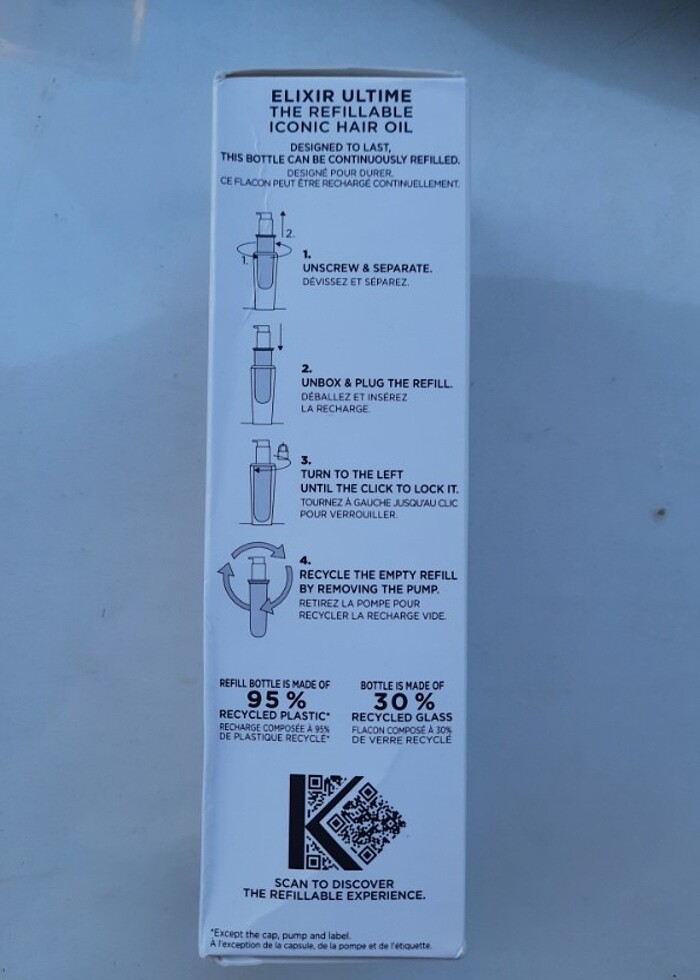 ELIXIR ULTIME
THE REFILLABLE
ICONIC HAIR OIL
DESIGNED TO LAST,
THIS BOTTLE CAN BE CONTINUOUSLY REFILLED.
DESIGNÉ POUR DURER,
CE FLACON PEUT ÊTRE RECHARGÉ CONTINUELLEMENT.
2.
1.
1.
UNSCREW & SEPARATE.
DÉVISSEZ ET SÉPAREZ.
2.
UNBOX & PLUG THE REFILL.
DÉBALLEZ ET INSÉREZ
LA RECHARGE.
3.
TURN TO THE LEFT
UNTIL THE CLICK TO LOCK IT.
TOURNEZ À GAUCHE JUSQU'AU CLIC
POUR VERROUILLER.
4.
RECYCLE THE EMPTY REFILL
BY REMOVING THE PUMP.
RETIREZ LA POMPE POUR
RECYCLER LA RECHARGE VIDE.
REFILL BOTTLE IS MADE OF
95 %
RECYCLED PLASTIC*
RECHARGE COMPOSÉE À 95%
DE PLASTIQUE RECYCLÉ*
BOTTLE IS MADE OF
30 %
RECYCLED GLASS
FLACON COMPOSÉ À 30%
DE VERRE RECYCLÉ
K
SCAN TO DISCOVER
THE REFILLABLE EXPERIENCE.
*Except the cap, pump and label.
À l'exception de la capsule, de la pompe et de l'étiquette.